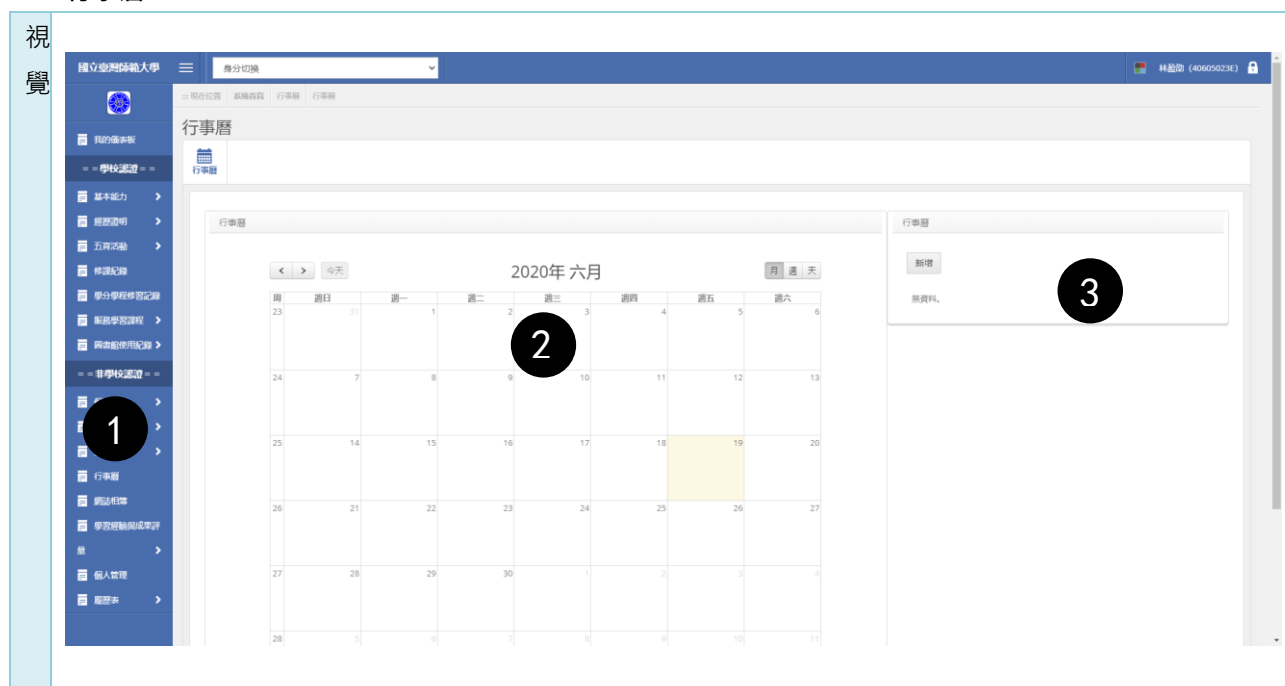 視
覺
國立臺灣師範大學
身分切換
林盈劭 (40605023E)
:::現在位置 系統首頁 行事曆 行事曆
行事曆
行事曆
我的儀表板
= = 學校認證 = =
基本能力
經歷證明
五育活動
修課紀錄
學分學程修習記錄
服務學習課程
圖書館使用紀錄
= = 非學校認證 = =
1
行事曆
網誌相簿
學習經驗與成果評
量
個人管理
履歷表
行事曆
今天
2020年 六月
月 週 天
周 週日 週一 週二 週三 週四 週五 週六
23 31 1 2 3 4 5 6
2
24 7 8 9 10 11 12 13
25 14 15 16 17 18 19 20
26 21 22 23 24 25 26 27
27 28 29 30 1 2 3 4
28 5 6 7 8 9 10 11
行事曆
新增
3
無資料。